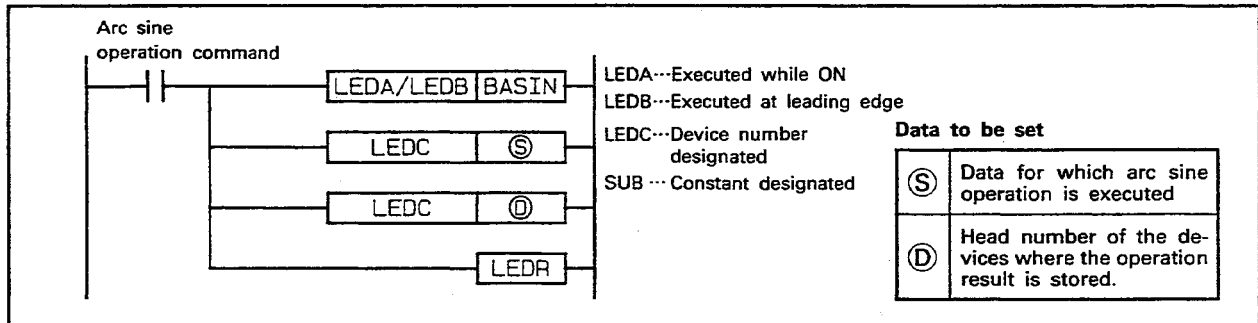 Arc sine
operation command
LEDA/LEDB BASIN
LEDC Ⓢ
LEDC Ⓓ
LEDR
LEDA···Executed while ON
LEDB···Executed at leading edge
LEDC···Device number
designated
SUB ··· Constant designated
Data to be set
Ⓢ Data for which arc sine
operation is executed
Ⓓ Head number of the de-
vices where the operation
result is stored.